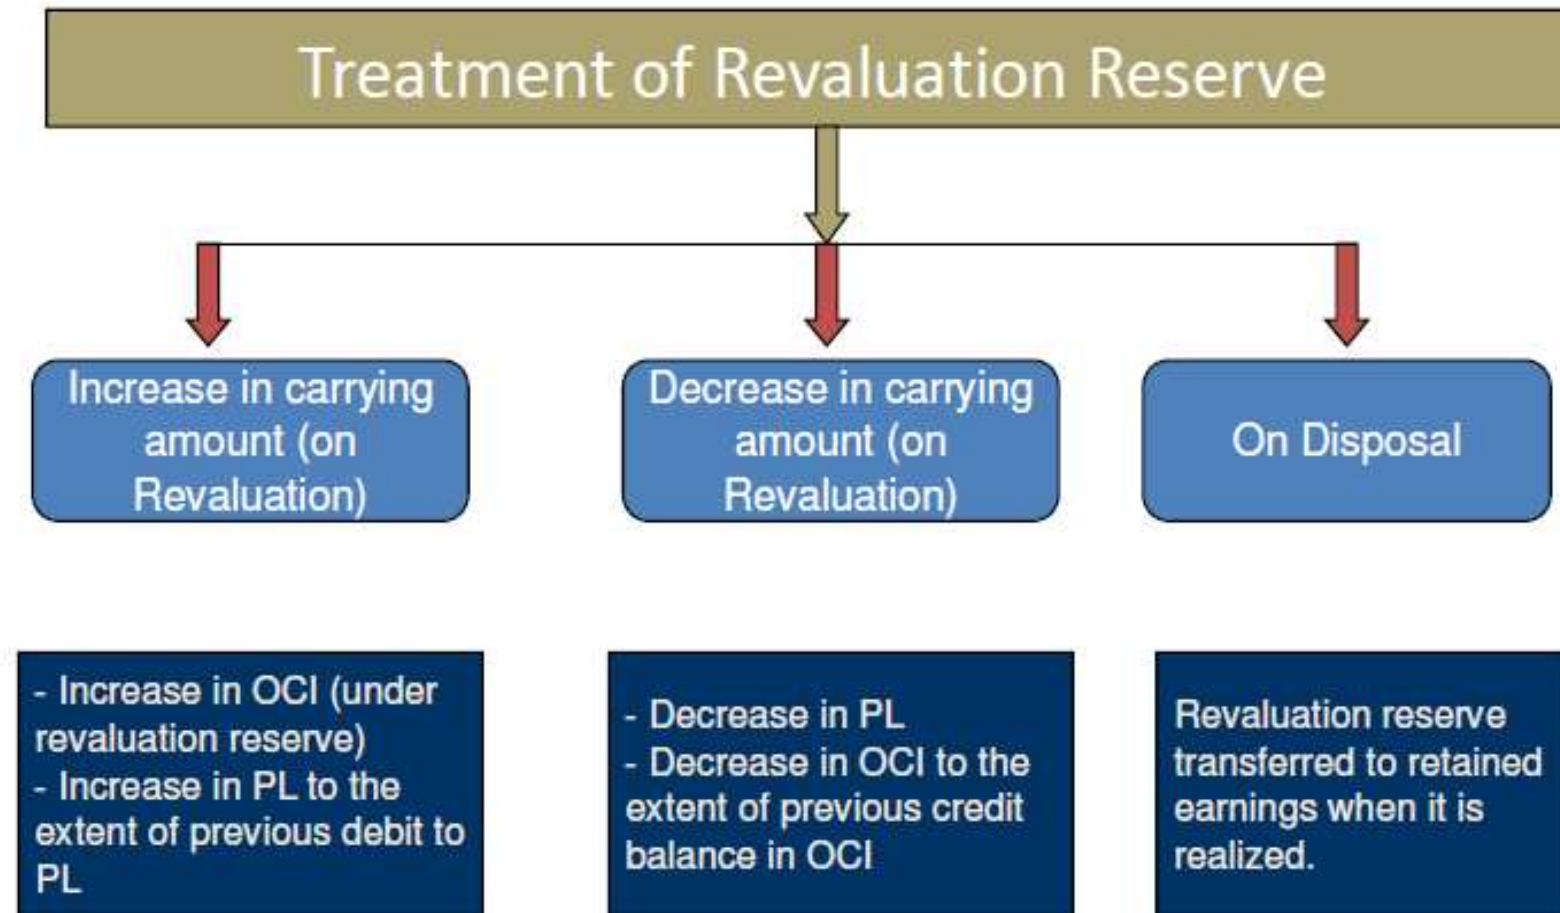 Treatment of Revaluation Reserve
Increase in carrying
amount (on
Revaluation)
Decrease in carrying
amount (on
Revaluation)
On Disposal
- Increase in OCI (under
revaluation reserve)
- Increase in PL to the
extent of previous debit to
PL
- Decrease in PL
- Decrease in OCI to the
extent of previous credit
balance in OCI
Revaluation reserve
transferred to retained
earnings when it is
realized.